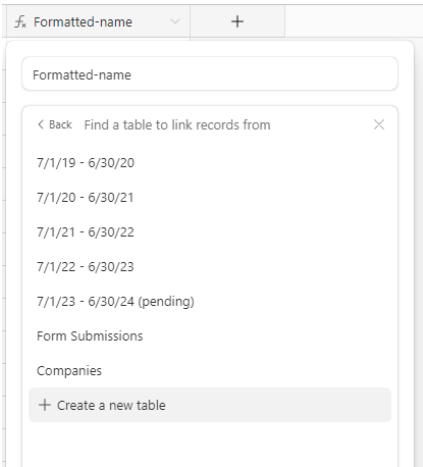 fx Formatted-name
+
Formatted-name
< Back Find a table to link records from
7/1/19 - 6/30/20
7/1/20 - 6/30/21
7/1/21 - 6/30/22
7/1/22 - 6/30/23
7/1/23 - 6/30/24 (pending)
Form Submissions
Companies
+ Create a new table